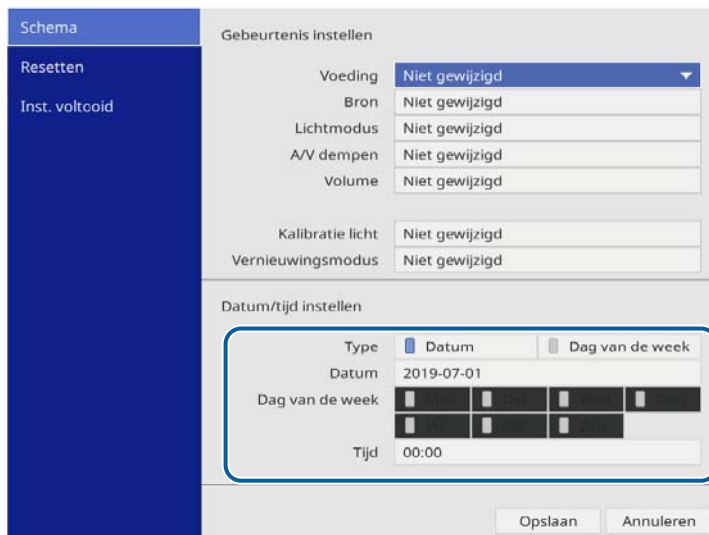 Schema
Resetten
Inst. voltooid
Gebeurtenis instellen
Voeding Niet gewijzigd
Bron Niet gewijzigd
Lichtmodus Niet gewijzigd
A/V dempen Niet gewijzigd
Volume Niet gewijzigd
Kalibratie licht Niet gewijzigd
Vernieuwingsmodus Niet gewijzigd
Datum/tijd instellen
Type Datum Dag van de week
Datum 2019-07-01
Dag van de week
Tijd 00:00
Opslaan Annuleren